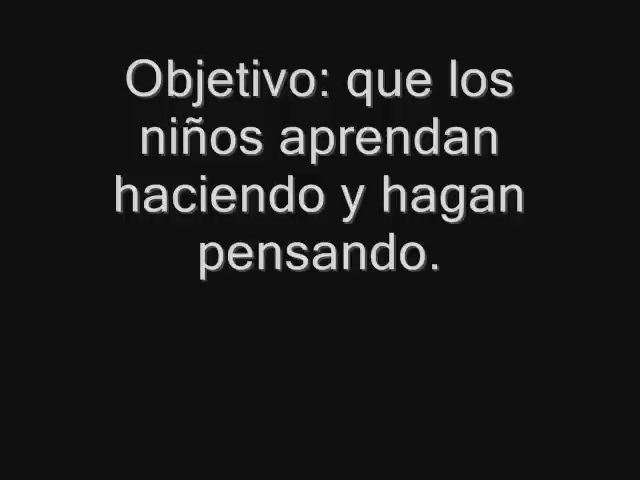 Objetivo: que los
niños aprendan
haciendo y hagan
pensando.